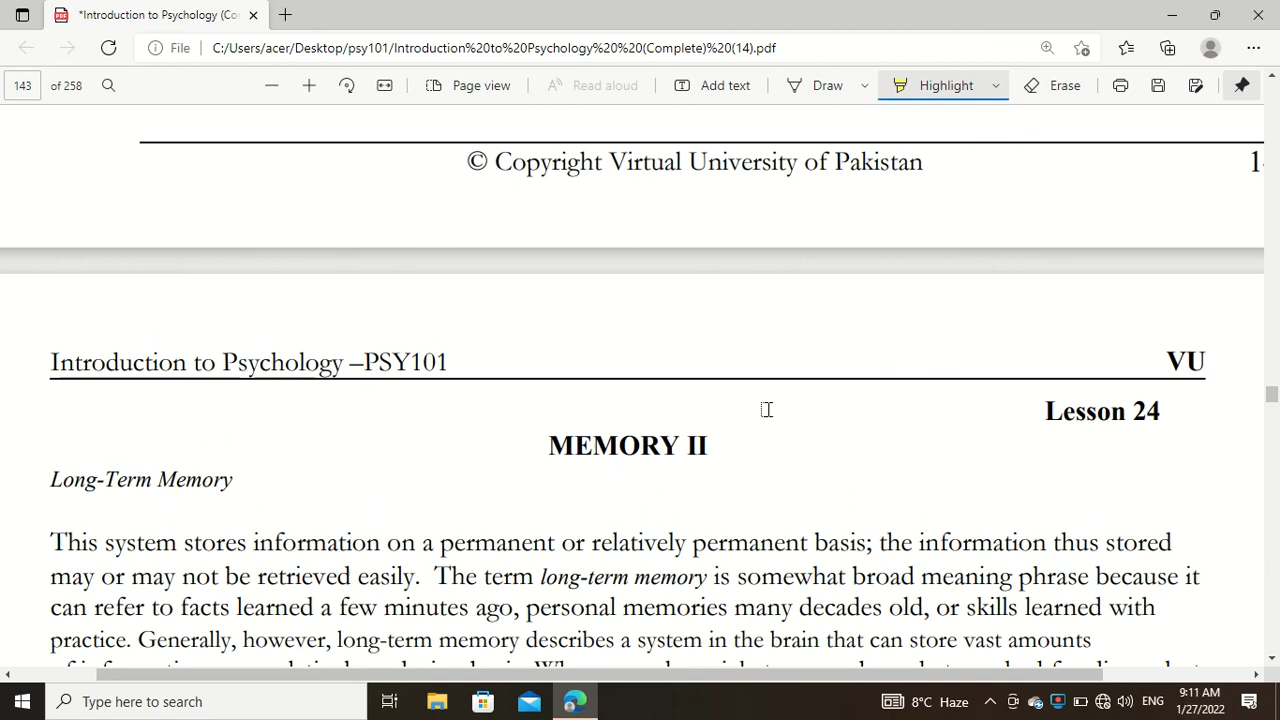 *Introduction to Psychology (Co
File C:/Users/acer/Desktop/psy101/Introduction%20to%20Psychology%20%20(Complete)%20(14).pdf
143 of 258 Page view Read aloud Add text Draw Highlight Erase
© Copyright Virtual University of Pakistan
Introduction to Psychology –PSY101 VU
Lesson 24
MEMORY II
Long-Term Memory
This system stores information on a permanent or relatively permanent basis; the information thus stored
may or may not be retrieved easily. The term long-term memory is somewhat broad meaning phrase because it
can refer to facts learned a few minutes ago, personal memories many decades old, or skills learned with
practice. Generally, however, long-term memory describes a system in the brain that can store vast amounts
Type here to search 8°C Haze ENG 9:11 AM
1/27/2022